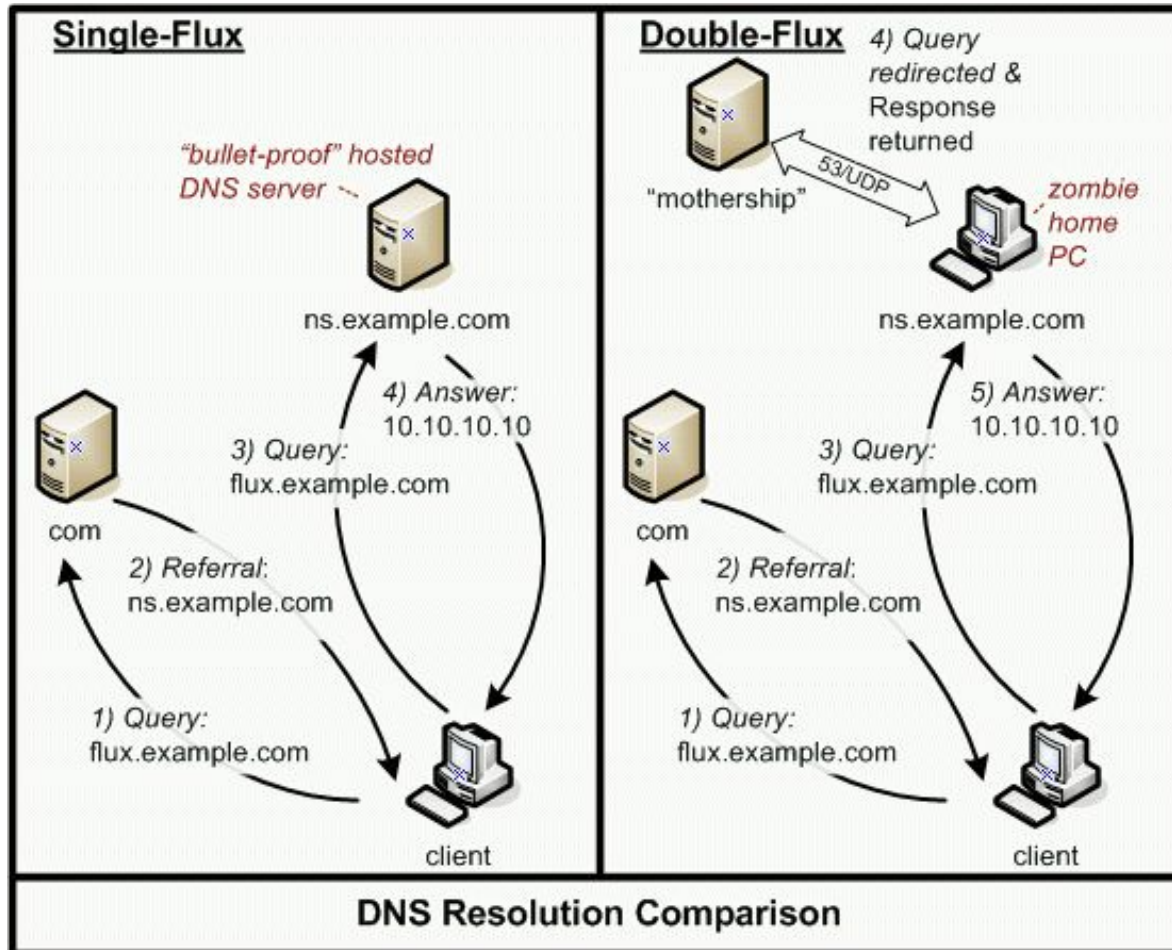 Single-Flux
"bullet-proof" hosted
DNS server
ns.example.com
4) Answer:
10.10.10.10
3) Query:
flux.example.com
com
2) Referral:
ns.example.com
1) Query:
flux.example.com
client
Double-Flux
4) Query
redirected &
Response
returned
53/UDP
"mothership"
zombie
home
PC
ns.example.com
5) Answer:
10.10.10.10
3) Query:
flux.example.com
com
2) Referral:
ns.example.com
1) Query:
flux.example.com
client
DNS Resolution Comparison